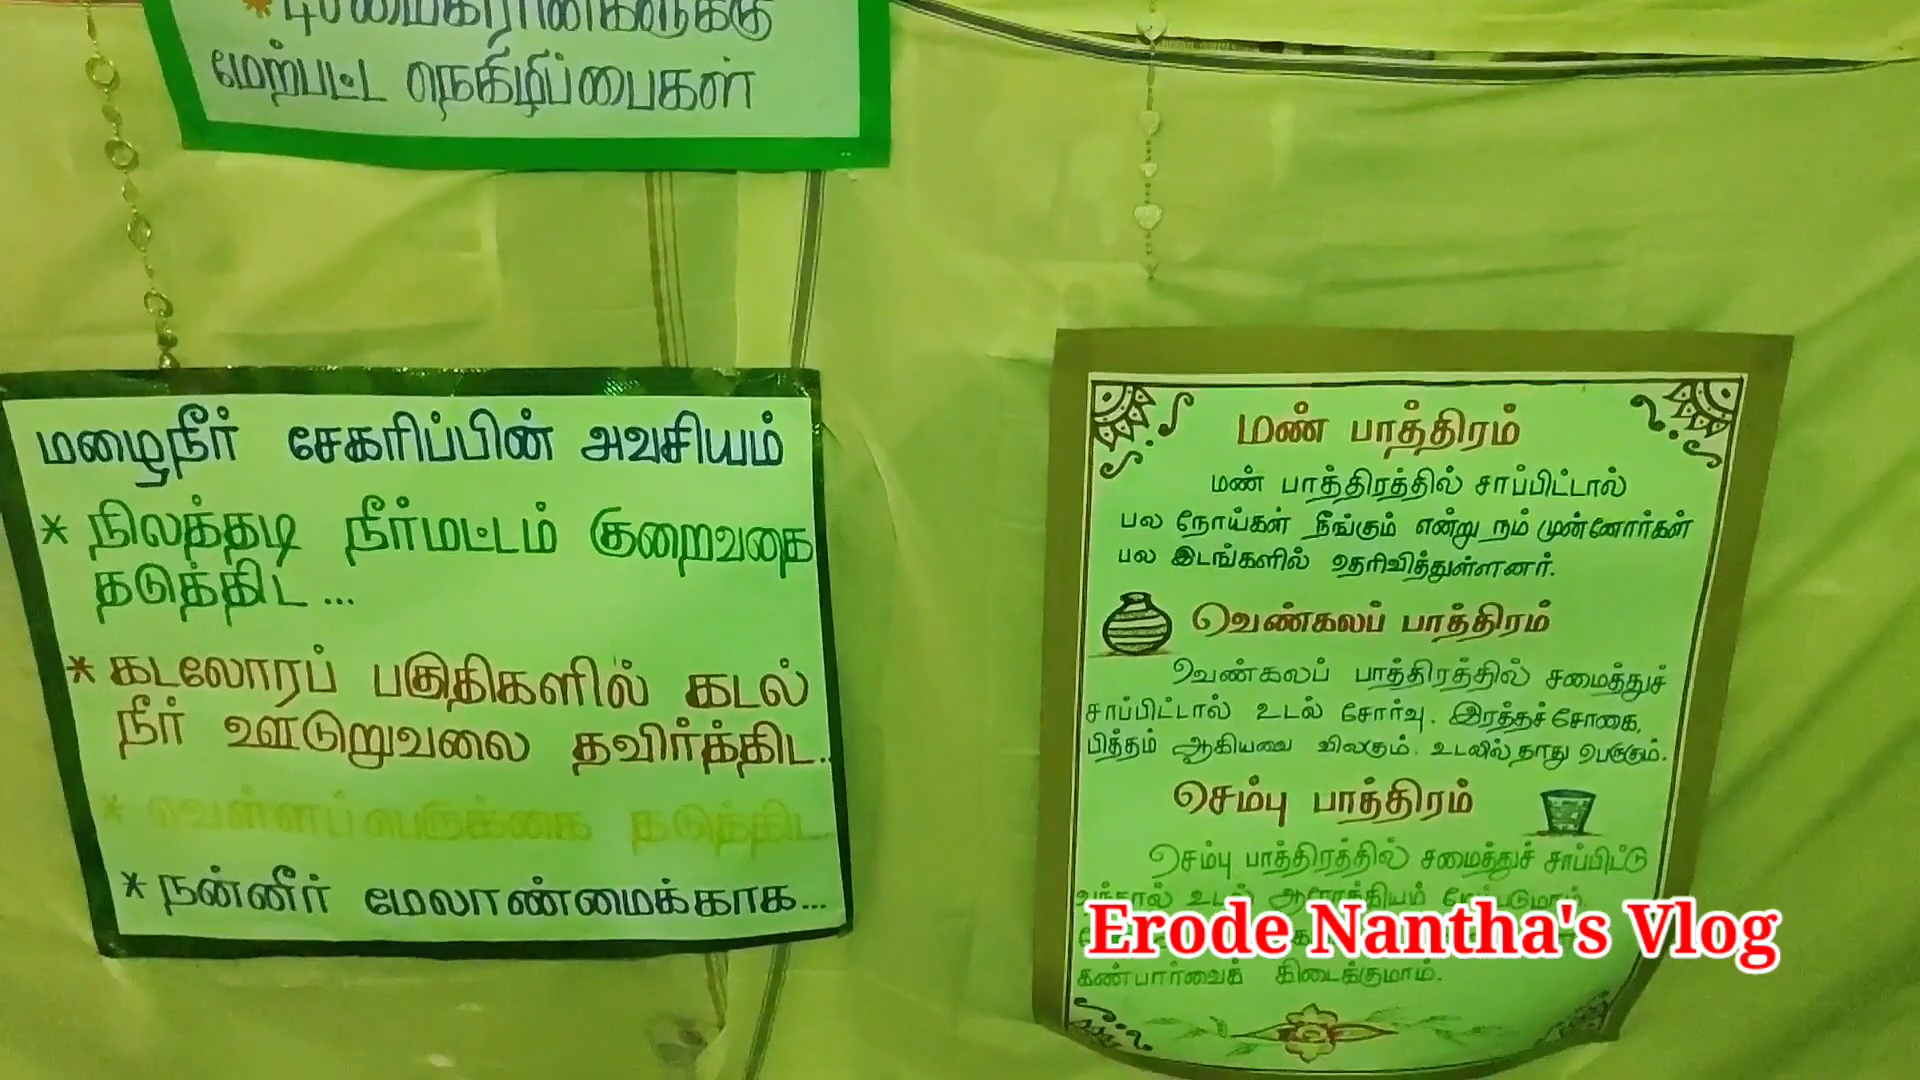 மேற்பட்ட நெகிழிப்பைகள்
மழைநீர் சேகரிப்பின் அவசியம்
* நிலத்தடி நீர்மட்டம் குறைவதை
தடுத்திட...
* கடலோரப் பகுதிகளில் கடல்
நீர் ஊடுறுவலை தவிர்த்திட..
* வெள்ளப்பெருக்கை தடுத்திட
* நன்னீர் மேலாண்மைக்காக...
மண் பாத்திரம்
மண் பாத்திரத்தில் சாப்பிட்டால்
பல நோய்கள் நீங்கும் என்று நம் முன்னோர்கள்
பல இடங்களில் தெரிவித்துள்ளனர்.
வெண்கலப் பாத்திரம்
வெண்கலப் பாத்திரத்தில் சமைத்துச்
சாப்பிட்டால் உடல் சோர்வு, இரத்தச்சோகை,
பித்தம் ஆகியவை விலகும். உடலில் தாது பெருகும்.
செம்பு பாத்திரம்
செம்பு பாத்திரத்தில் சமைத்துச் சாப்பிட்டு
வந்தால் உடல் ஆரோக்கியம் மேம்படுமாம்.
கண்பார்வைக் கிடைக்குமாம்.
Erode Nantha's Vlog